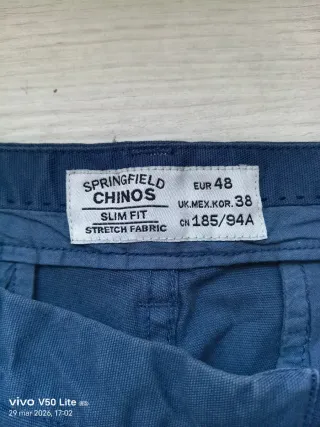 SPRINGFIELD
CHINOS
SLIM FIT
STRETCH FABRIC
EUR 48
UK.MEX.KOR. 38
CN 185/94A
vivo V50 Lite 5G
29 mar 2026, 17:02